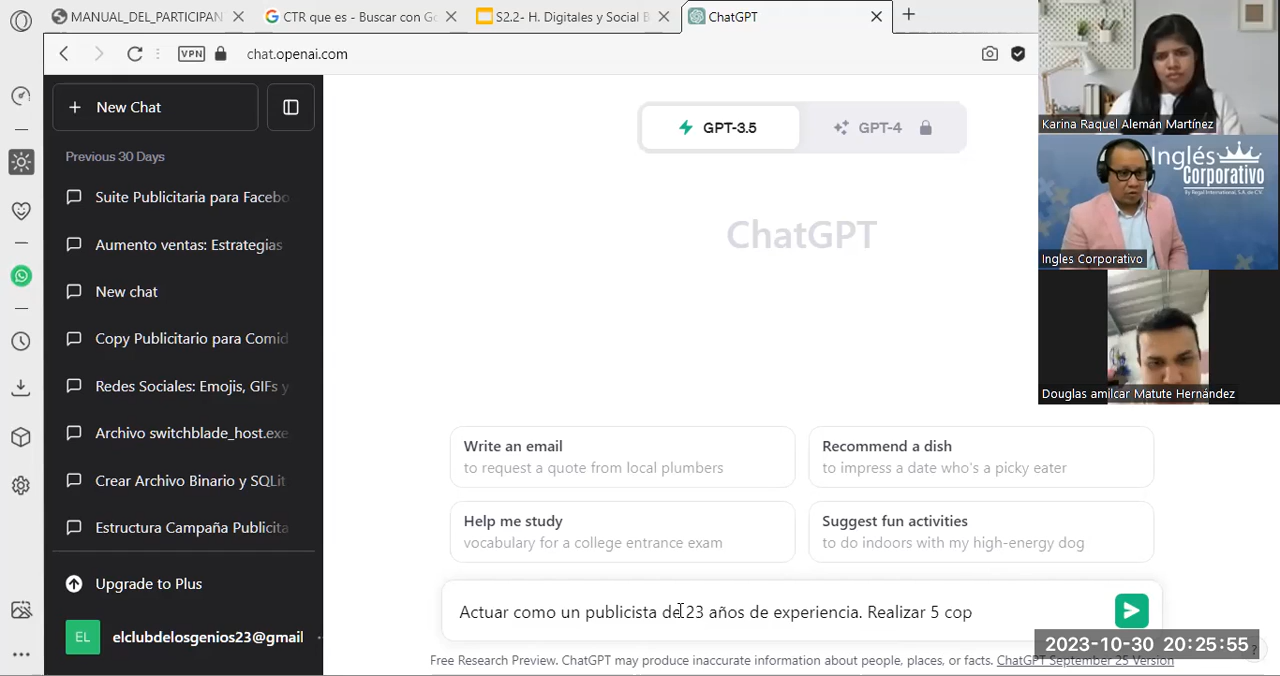 MANUAL_DEL_PARTICIPAN
CTR que es - Buscar con Go
S2.2- H. Digitales y Social B
ChatGPT
VPN
chat.openai.com
New Chat
Previous 30 Days
Suite Publicitaria para Facebo
Aumento ventas: Estrategias
New chat
Copy Publicitario para Comid
Redes Sociales: Emojis, GIFs y
Archivo switchblade_host.exe
Crear Archivo Binario y SQLit
Estructura Campaña Publicita
Upgrade to Plus
EL
elclubdelosgenios23@gmail
GPT-3.5
GPT-4
ChatGPT
Write an email
to request a quote from local plumbers
Recommend a dish
to impress a date who's a picky eater
Help me study
vocabulary for a college entrance exam
Suggest fun activities
to do indoors with my high-energy dog
Actuar como un publicista de 23 años de experiencia. Realizar 5 cop
Free Research Preview. ChatGPT may produce inaccurate information about people, places, or facts. ChatGPT September 25 Version
Karina Raquel Alemán Martínez
Inglés
Corporativo
By Regal International, S.A. de C.V.
Ingles Corporativo
Douglas amilcar Matute Hernández
2023-10-30 20:25:55
?